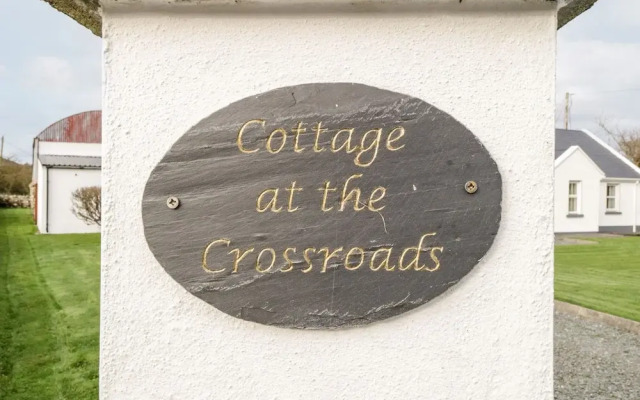 Cottage
at the
Crossroads